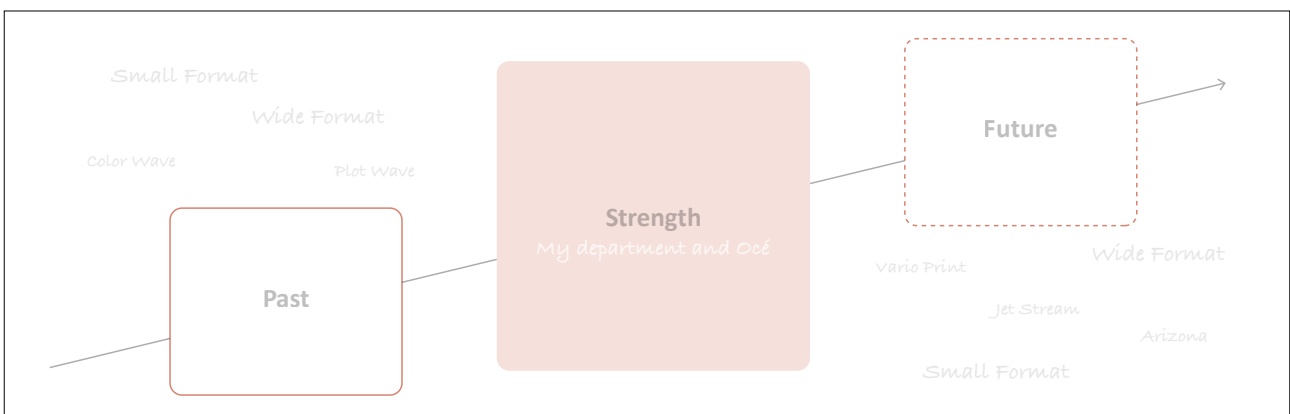 Small Format
Wide Format
Color Wave
Plot Wave
Past
Strength
My department and Océ
Future
Vario Print
Wide Format
Jet Stream
Arizona
Small Format